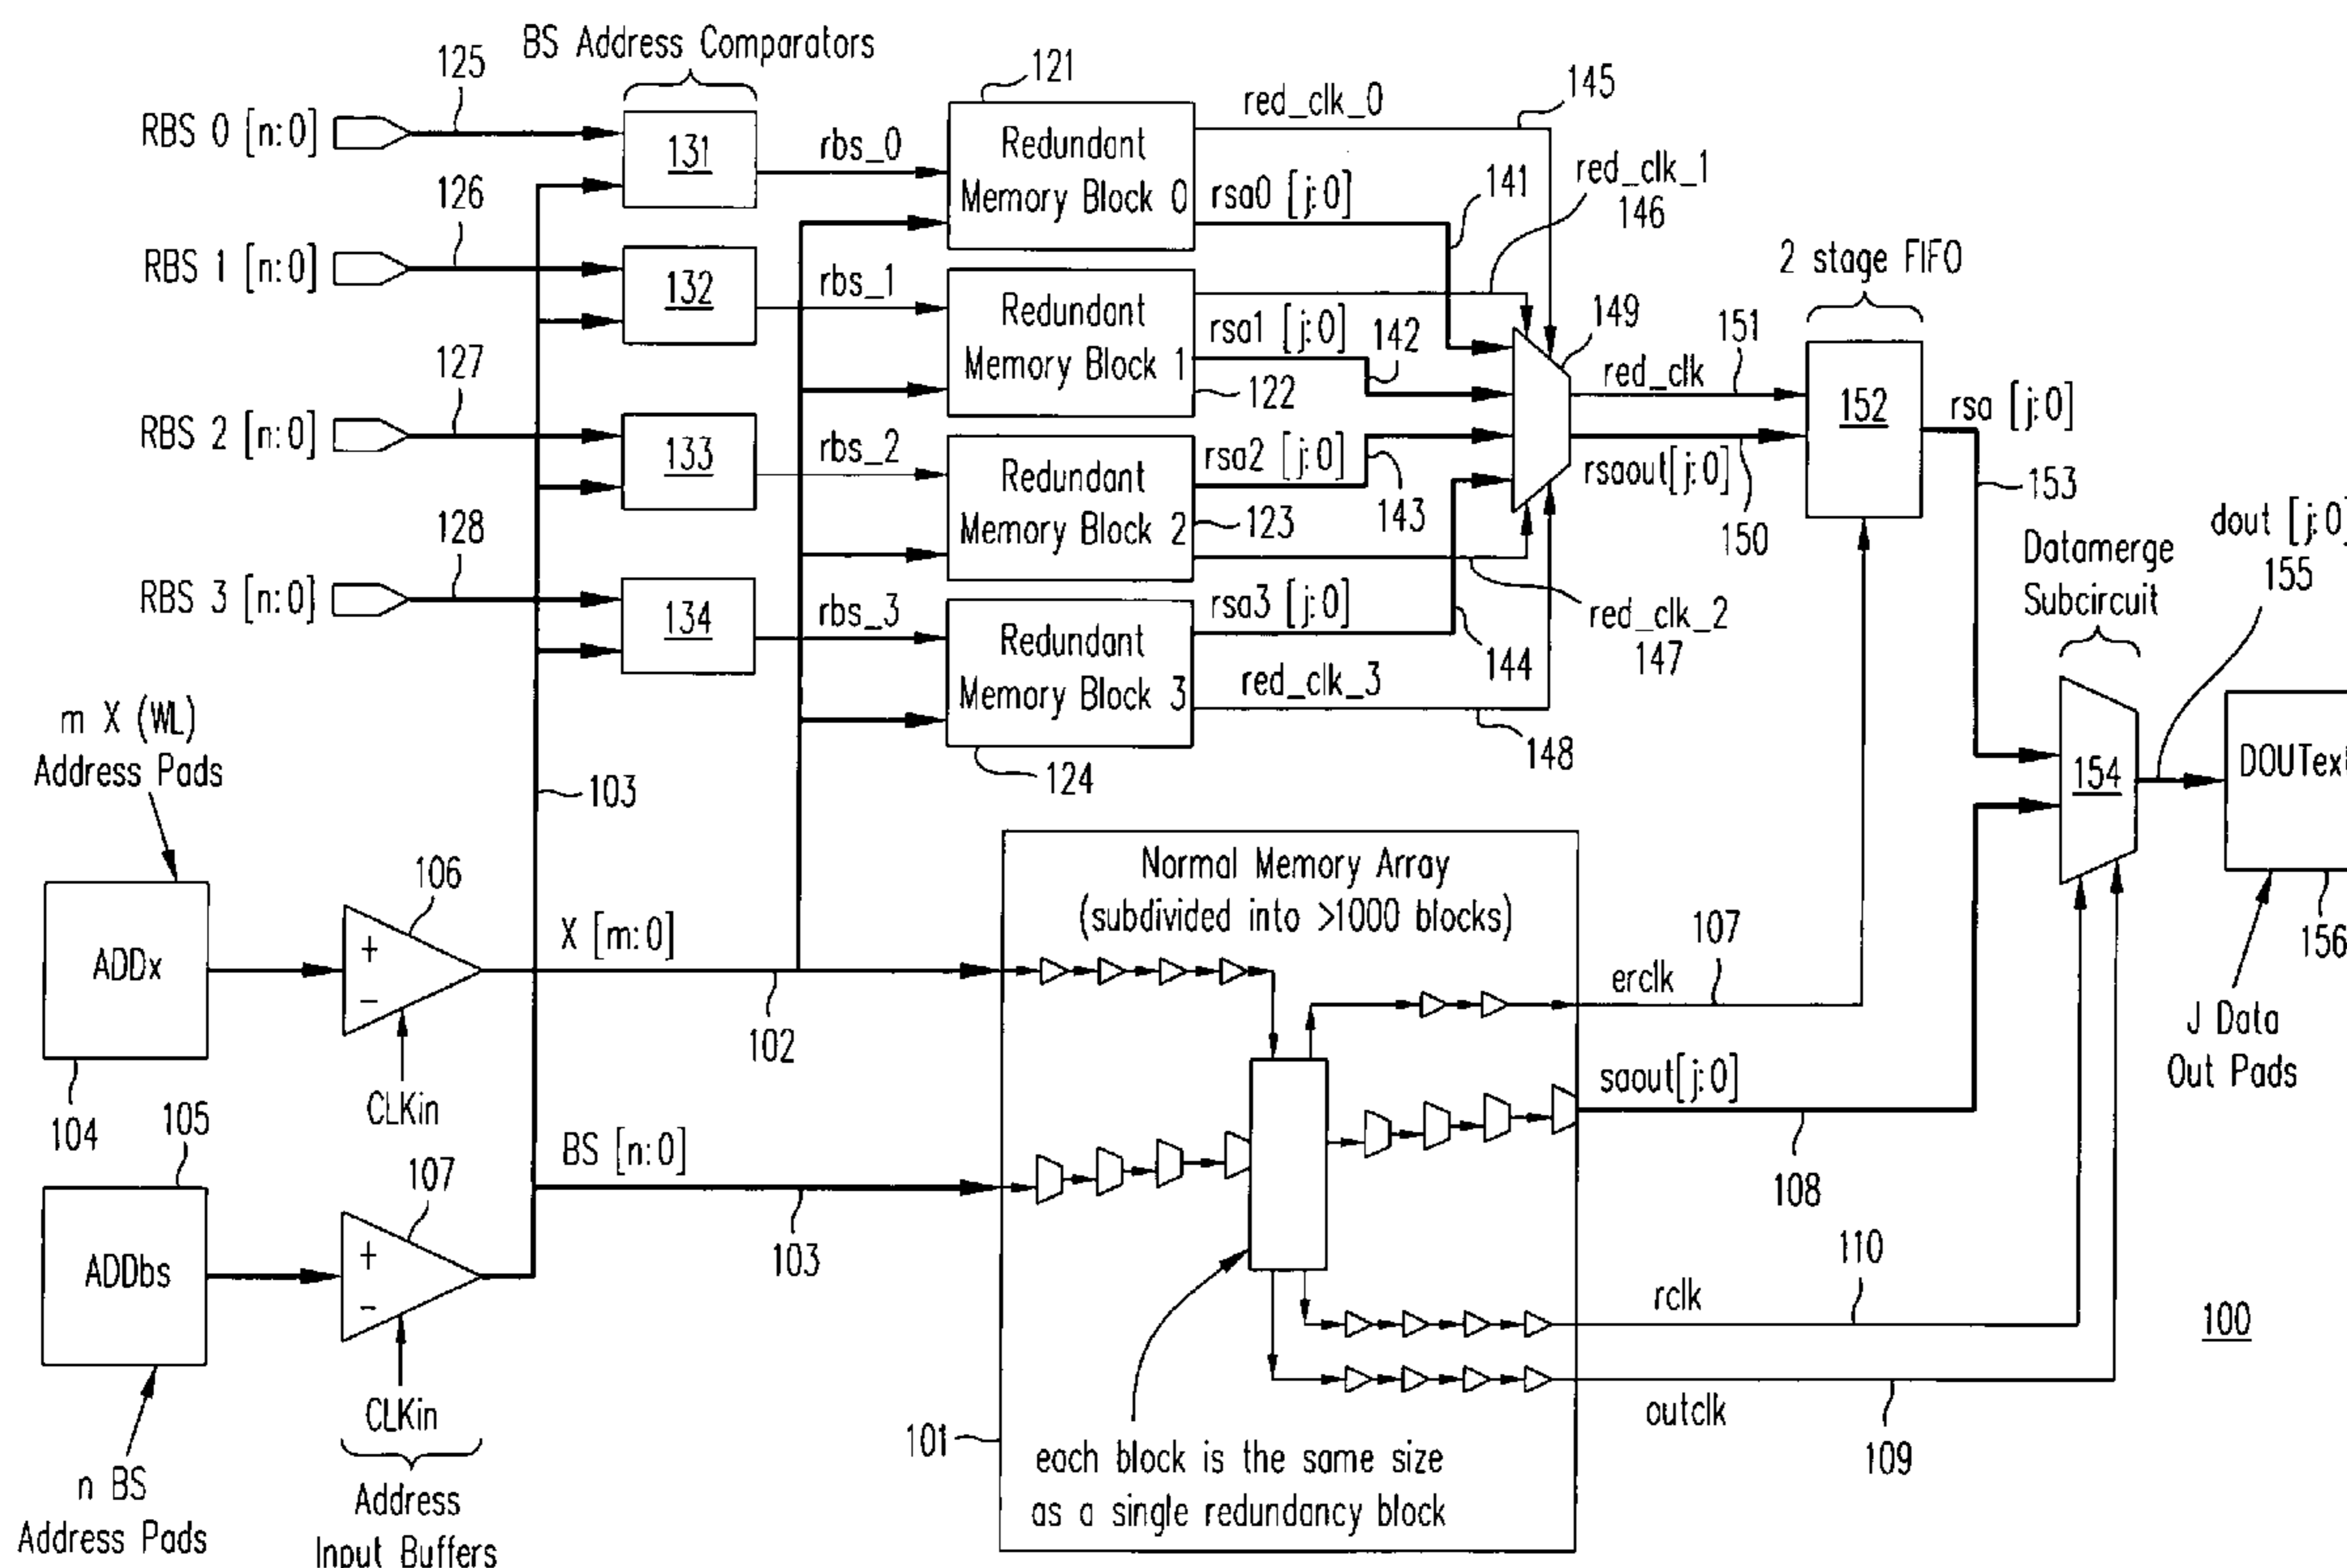 BS Address Comparators
125
RBS 0 [n:0]
131
rbs_0
121
Redundant
Memory Block 0
red_clk_0
145
rsa0 [j:0]
141
red_clk_1
146
126
RBS 1 [n:0]
132
rbs_1
Redundant
Memory Block 1
rsa1 [j:0]
142
122
149
2 stage FIFO
red_clk
151
152
rsa [j:0]
127
RBS 2 [n:0]
133
rbs_2
Redundant
Memory Block 2
rsa2 [j:0]
123
143
rsaout[j:0]
150
153
128
RBS 3 [n:0]
134
rbs_3
Redundant
Memory Block 3
rsa3 [j:0]
144
red_clk_2
147
red_clk_3
148
124
Datamerge
Subcircuit
dout [j:0]
155
154
DOUText
156
J Data
Out Pads
m X (WL)
Address Pads
103
ADDx
104
106
+
−
CLKin
X [m:0]
102
Normal Memory Array
(subdivided into >1000 blocks)
erclk
107
saout[j:0]
108
105
ADDbs
107
+
−
CLKin
BS [n:0]
103
rclk
110
outclk
109
100
101
each block is the same size
as a single redundancy block
n BS
Address Pads
Address
Input Buffers